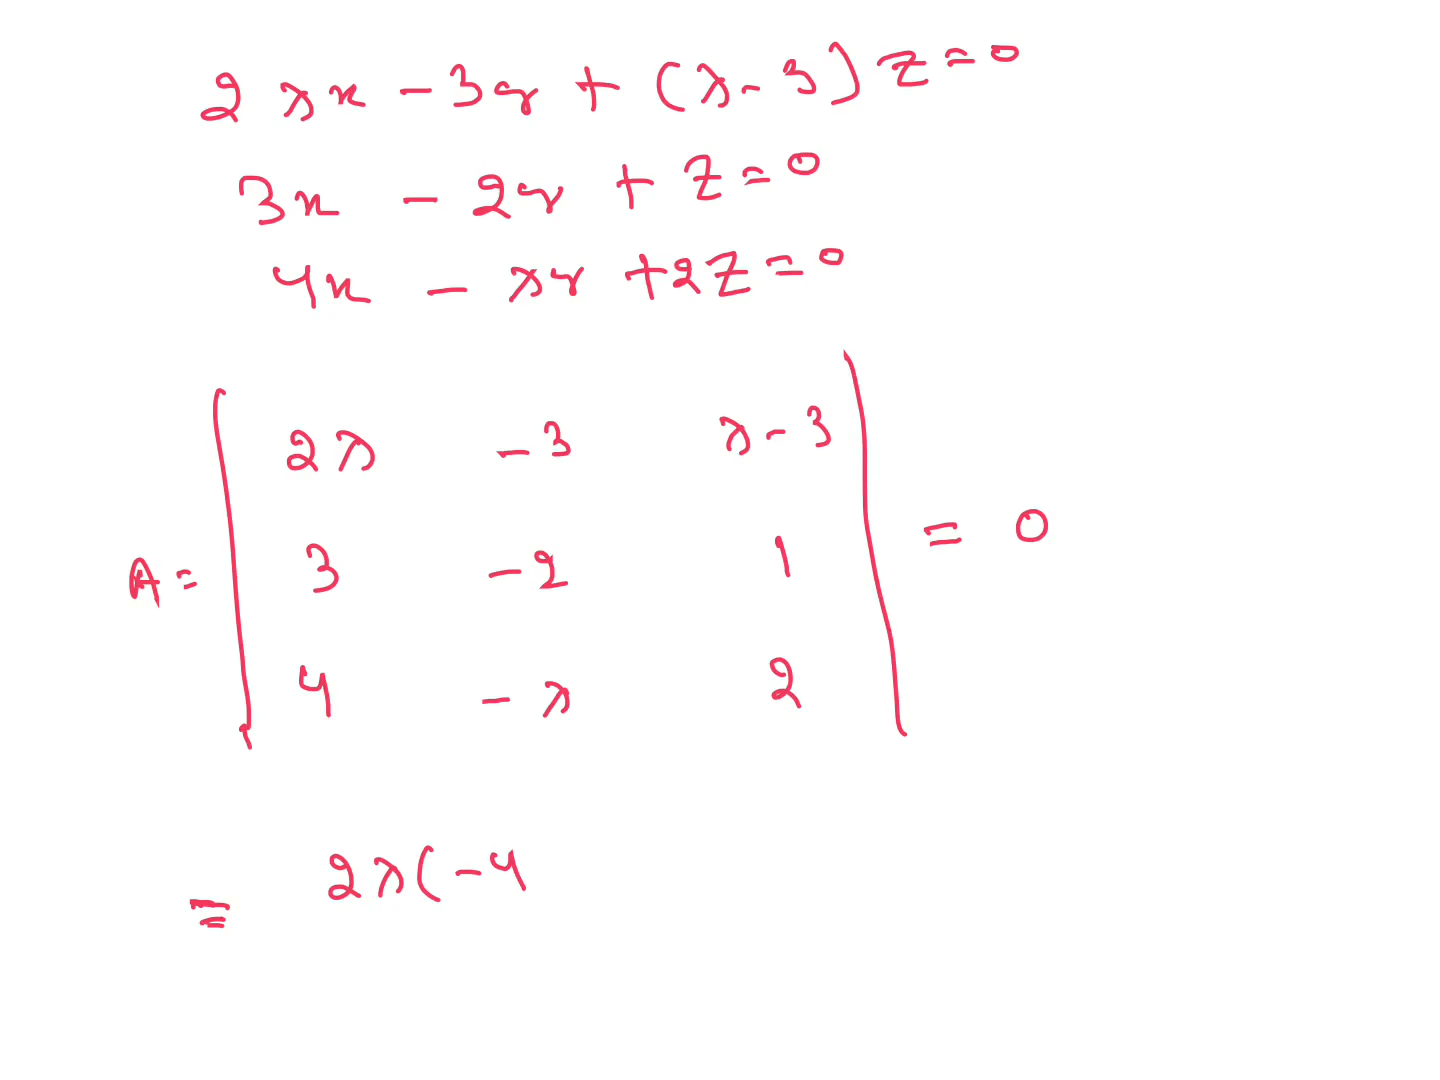 2λx - 3y + (λ - 3) z = 0
3x - 2y + z = 0
4x - λy + 2z = 0
2λ -3 λ-3
A = 3 -2 1 = 0
4 -λ 2
= 2λ(-4